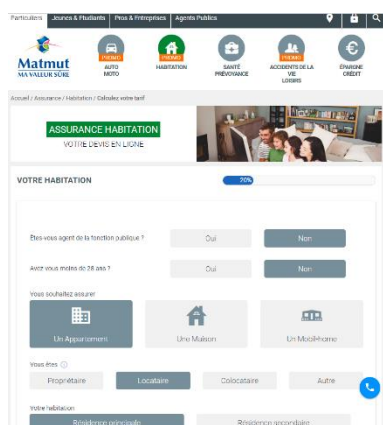 Particuliers Jeunes & Etudiants Pros & Entreprises Agents Publics
Matmut
MA VALEUR SÛRE
PROMO
AUTO
MOTO
PROMO
HABITATION
SANTÉ
PRÉVOYANCE
PROMO
ACCIDENTS DE LA
VIE
LOISIRS
ÉPARGNE
CRÉDIT
Accueil / Assurance / Habitation / Calculez votre tarif
ASSURANCE HABITATION
VOTRE DEVIS EN LIGNE
VOTRE HABITATION
20%
Êtes-vous agent de la fonction publique ? Oui Non
Avez vous moins de 28 ans ? Oui Non
Vous souhaitez assurer
Un Appartement Une Maison Un Mobil-home
Vous êtes
Propriétaire Locataire Colocataire Autre
Votre habitation
Résidence principale Résidence secondaire